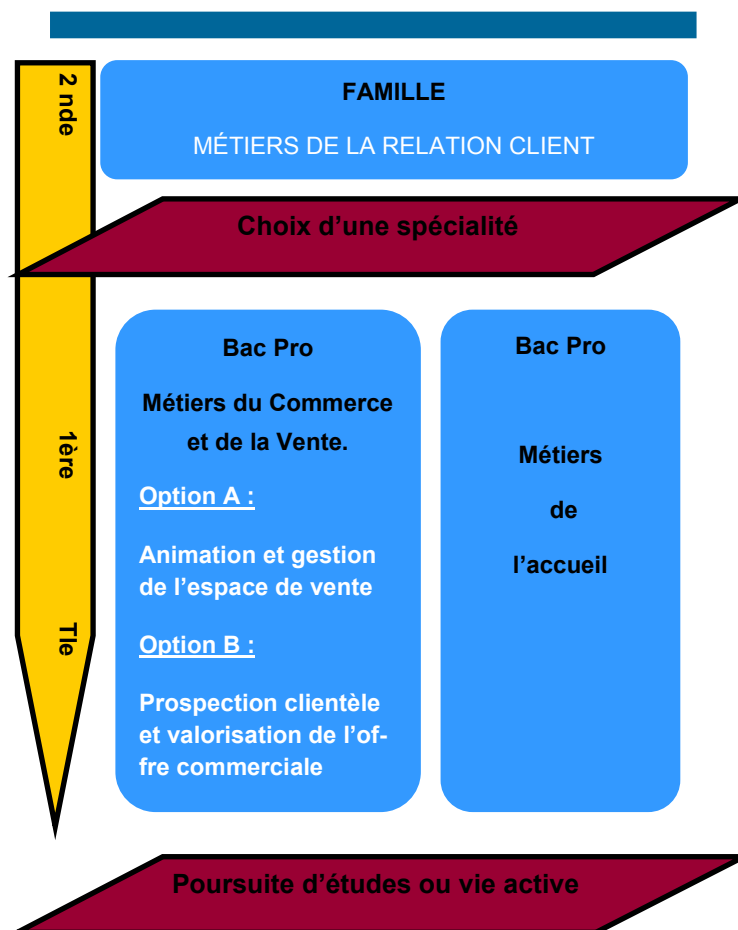 2 nde
FAMILLE
MÉTIERS DE LA RELATION CLIENT
Choix d’une spécialité
1ère
Tle
Bac Pro
Métiers du Commerce
et de la Vente.
Option A :
Animation et gestion
de l’espace de vente
Option B :
Prospection clientèle
et valorisation de l’of-
fre commerciale
Bac Pro
Métiers
de
l’accueil
Poursuite d’études ou vie active